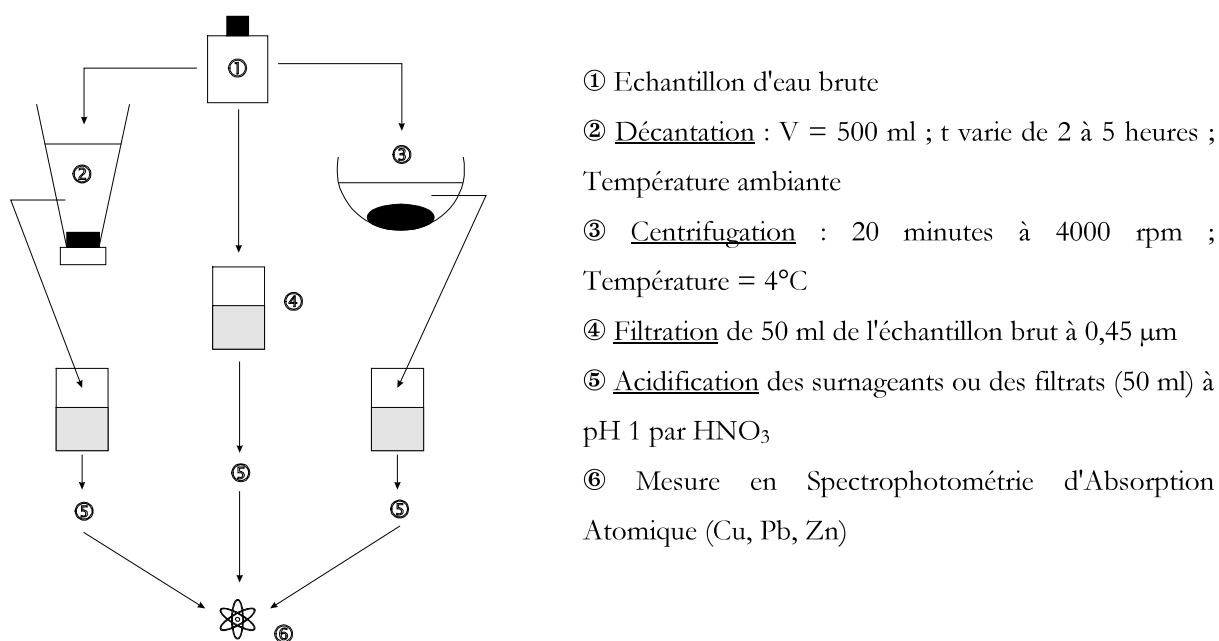 ①
②
③
④
⑤
⑤
⑤
⑥
① Echantillon d'eau brute
② Décantation : V = 500 ml ; t varie de 2 à 5 heures ;
Température ambiante
③ Centrifugation : 20 minutes à 4000 rpm ;
Température = 4°C
④ Filtration de 50 ml de l'échantillon brut à 0,45 µm
⑤ Acidification des surnageants ou des filtrats (50 ml) à
pH 1 par HNO₃
⑥ Mesure en Spectrophotométrie d'Absorption
Atomique (Cu, Pb, Zn)